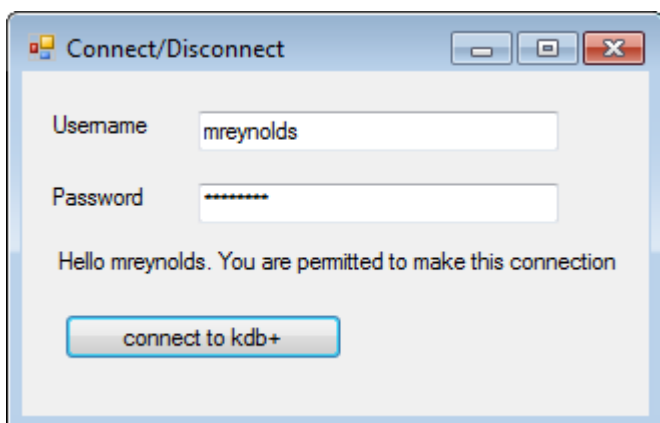 Connect/Disconnect
Username mreynolds
Password ********
Hello mreynolds. You are permitted to make this connection
connect to kdb+